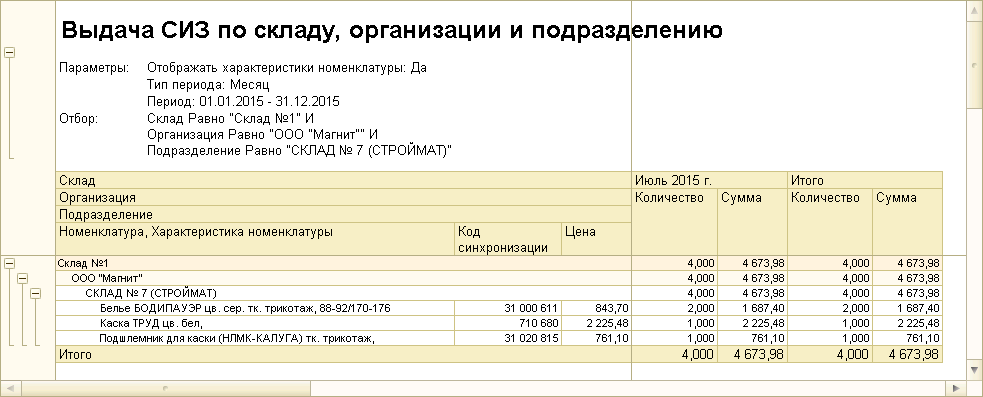 Выдача СИЗ по складу, организации и подразделению
Параметры: Отображать характеристики номенклатуры: Да
Тип периода: Месяц
Период: 01.01.2015 - 31.12.2015
Отбор: Склад Равно "Склад №1" И
Организация Равно "ООО "Магнит"" И
Подразделение Равно "СКЛАД № 7 (СТРОЙМАТ)"
Склад Июль 2015 г. Итого
Организация Количество Сумма Количество Сумма
Подразделение
Номенклатура, Характеристика номенклатуры Код Цена
синхронизации
Склад №1 4,000 4 673,98 4,000 4 673,98
ООО "Магнит" 4,000 4 673,98 4,000 4 673,98
СКЛАД № 7 (СТРОЙМАТ) 4,000 4 673,98 4,000 4 673,98
Белье БОДИПАУЭР цв. сер. тк. трикотаж, 88-92/170-176 31 000 611 843,70 2,000 1 687,40 2,000 1 687,40
Каска ТРУД цв. бел, 710 680 2 225,48 1,000 2 225,48 1,000 2 225,48
Подшлемник для каски (НЛМК-КАЛУГА) тк. трикотаж, 31 020 815 761,10 1,000 761,10 1,000 761,10
Итого 4,000 4 673,98 4,000 4 673,98